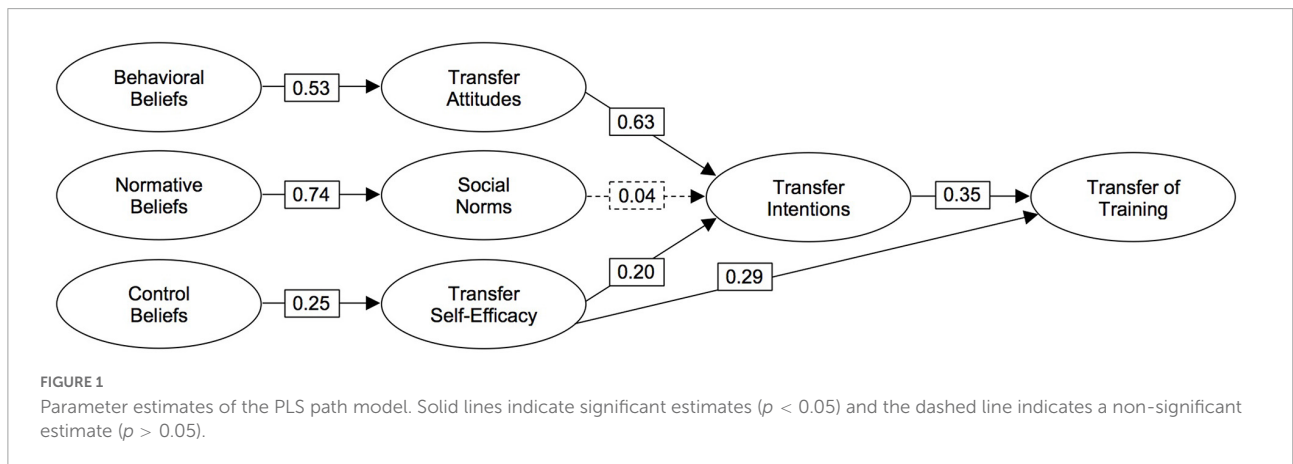 Behavioral
Beliefs
0.53
Transfer
Attitudes
0.63
Normative
Beliefs
0.74
Social
Norms
0.04
Transfer
Intentions
0.35
Transfer of
Training
Control
Beliefs
0.25
Transfer
Self-Efficacy
0.20
0.29
FIGURE 1
Parameter estimates of the PLS path model. Solid lines indicate significant estimates (p < 0.05) and the dashed line indicates a non-significant
estimate (p > 0.05).